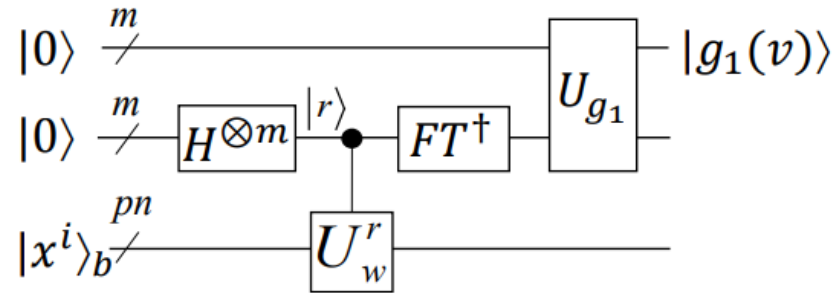 |0⟩ m U_{g_1} |g_1(v)⟩
|0⟩ m H^{⊗m} |r⟩ FT^†
|x^i⟩_b pn U_w^r